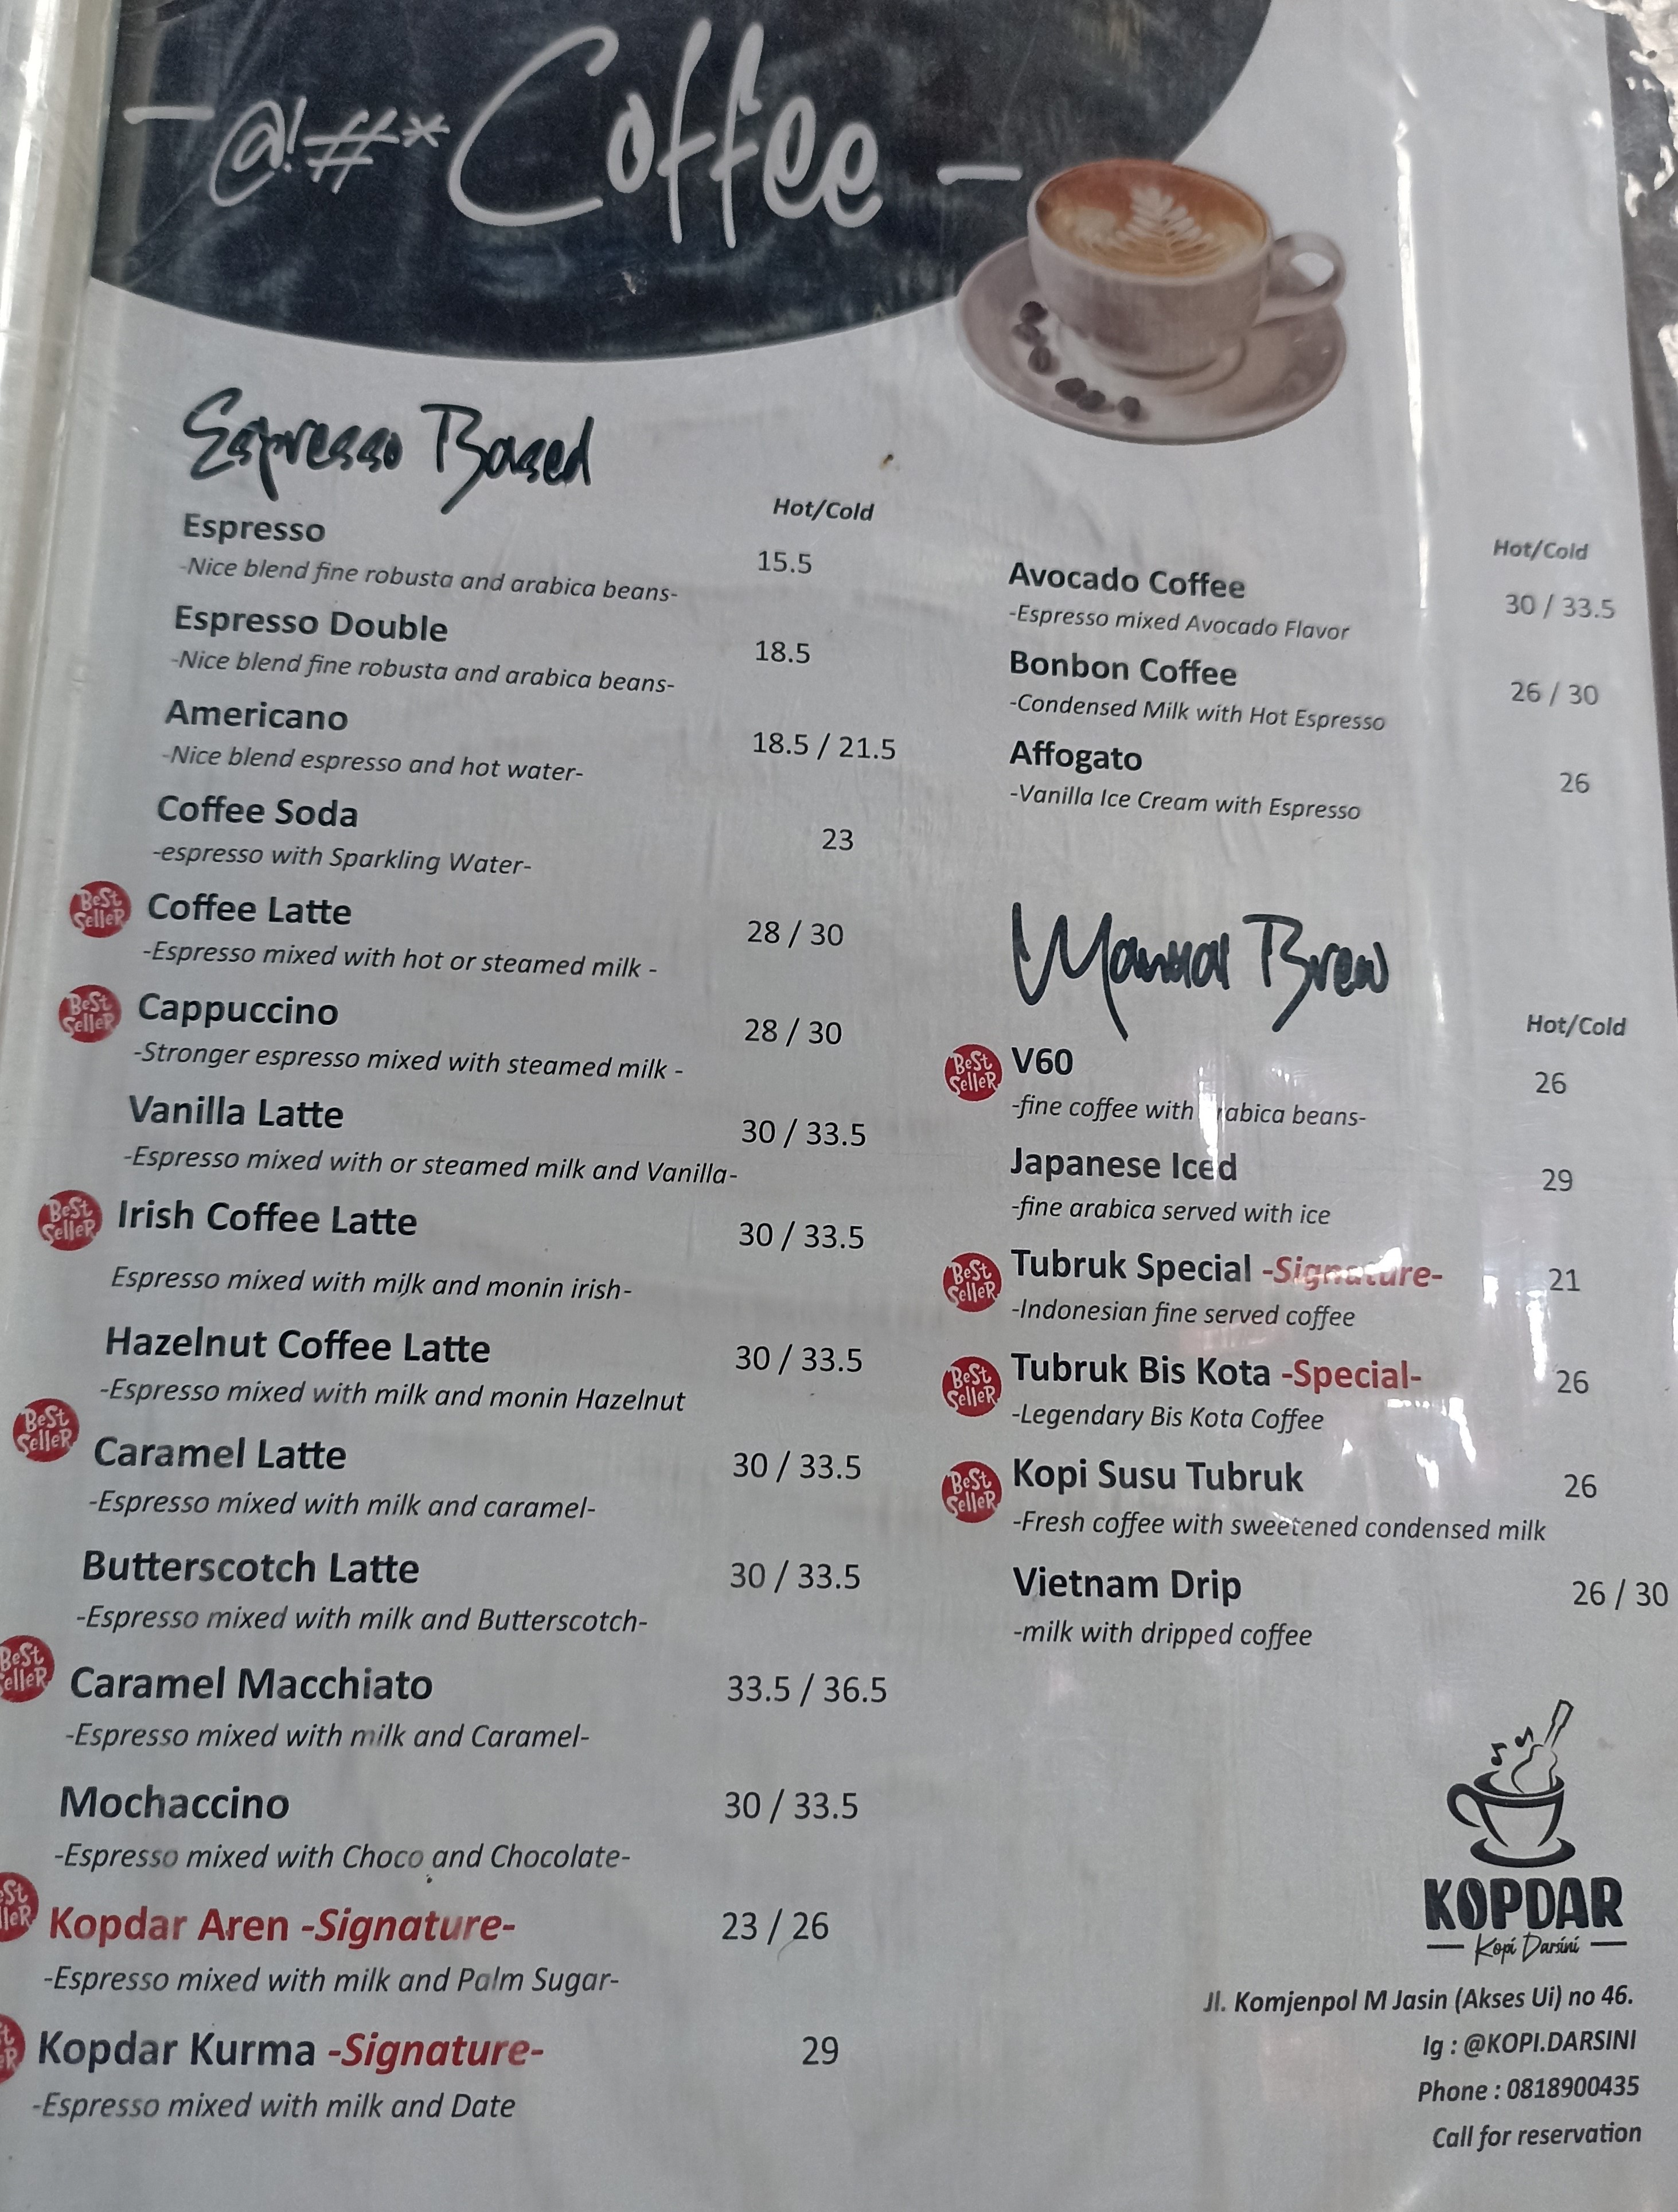 @!#*Coffee
Espresso Based
Hot/Cold
Espresso 15.5
-Nice blend fine robusta and arabica beans-
Espresso Double 18.5
-Nice blend fine robusta and arabica beans-
Americano 18.5 / 21.5
-Nice blend espresso and hot water-
Coffee Soda 23
-espresso with Sparkling Water-
BeSt SelleR
Coffee Latte 28 / 30
-Espresso mixed with hot or steamed milk -
BeSt SelleR
Cappuccino 28 / 30
-Stronger espresso mixed with steamed milk -
Vanilla Latte 30 / 33.5
-Espresso mixed with or steamed milk and Vanilla-
BeSt SelleR
Irish Coffee Latte 30 / 33.5
Espresso mixed with milk and monin irish-
Hazelnut Coffee Latte 30 / 33.5
-Espresso mixed with milk and monin Hazelnut
BeSt SelleR
Caramel Latte 30 / 33.5
-Espresso mixed with milk and caramel-
Butterscotch Latte 30 / 33.5
-Espresso mixed with milk and Butterscotch-
BeSt elleR
Caramel Macchiato 33.5 / 36.5
-Espresso mixed with milk and Caramel-
Mochaccino 30 / 33.5
-Espresso mixed with Choco and Chocolate-
Kopdar Aren -Signature- 23 / 26
-Espresso mixed with milk and Palm Sugar-
Kopdar Kurma -Signature- 29
-Espresso mixed with milk and Date
Hot/Cold
Avocado Coffee 30 / 33.5
-Espresso mixed Avocado Flavor
Bonbon Coffee 26 / 30
-Condensed Milk with Hot Espresso
Affogato 26
-Vanilla Ice Cream with Espresso
Manual Brew
Hot/Cold
BeSt SelleR
V60 26
-fine coffee with arabica beans-
Japanese Iced 29
-fine arabica served with ice
BeSt SelleR
Tubruk Special -Signature- 21
-Indonesian fine served coffee
BeSt SelleR
Tubruk Bis Kota -Special- 26
-Legendary Bis Kota Coffee
BeSt SelleR
Kopi Susu Tubruk 26
-Fresh coffee with sweetened condensed milk
Vietnam Drip 26 / 30
-milk with dripped coffee
KOPDAR
Kopi Darsini
Jl. Komjenpol M Jasin (Akses Ui) no 46.
Ig : @KOPI.DARSINI
Phone : 0818900435
Call for reservation